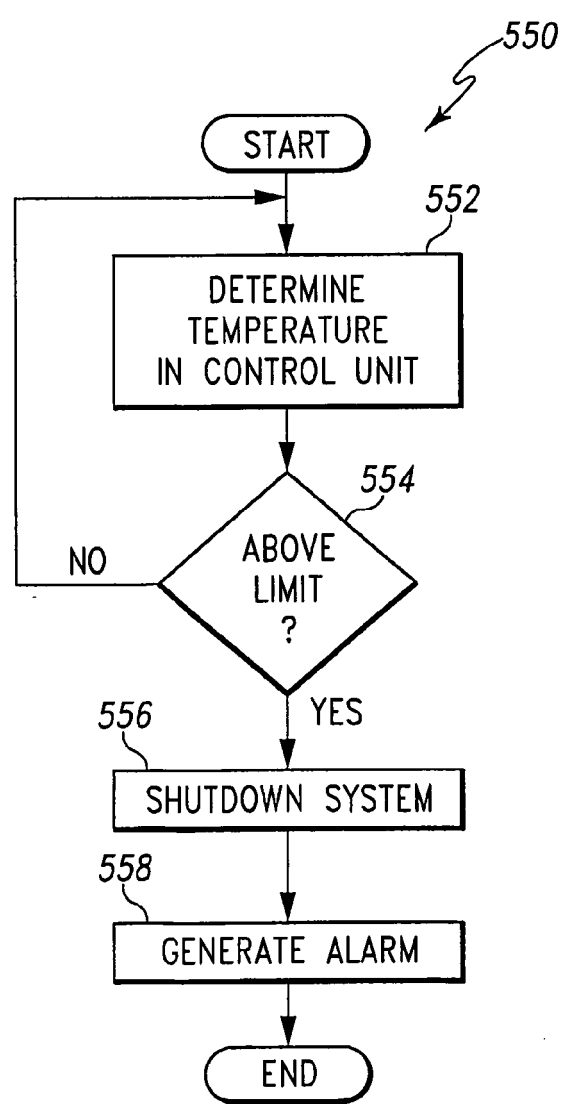 550
START
552
DETERMINE
TEMPERATURE
IN CONTROL UNIT
554
ABOVE
LIMIT
?
NO
YES
556
SHUTDOWN SYSTEM
558
GENERATE ALARM
END